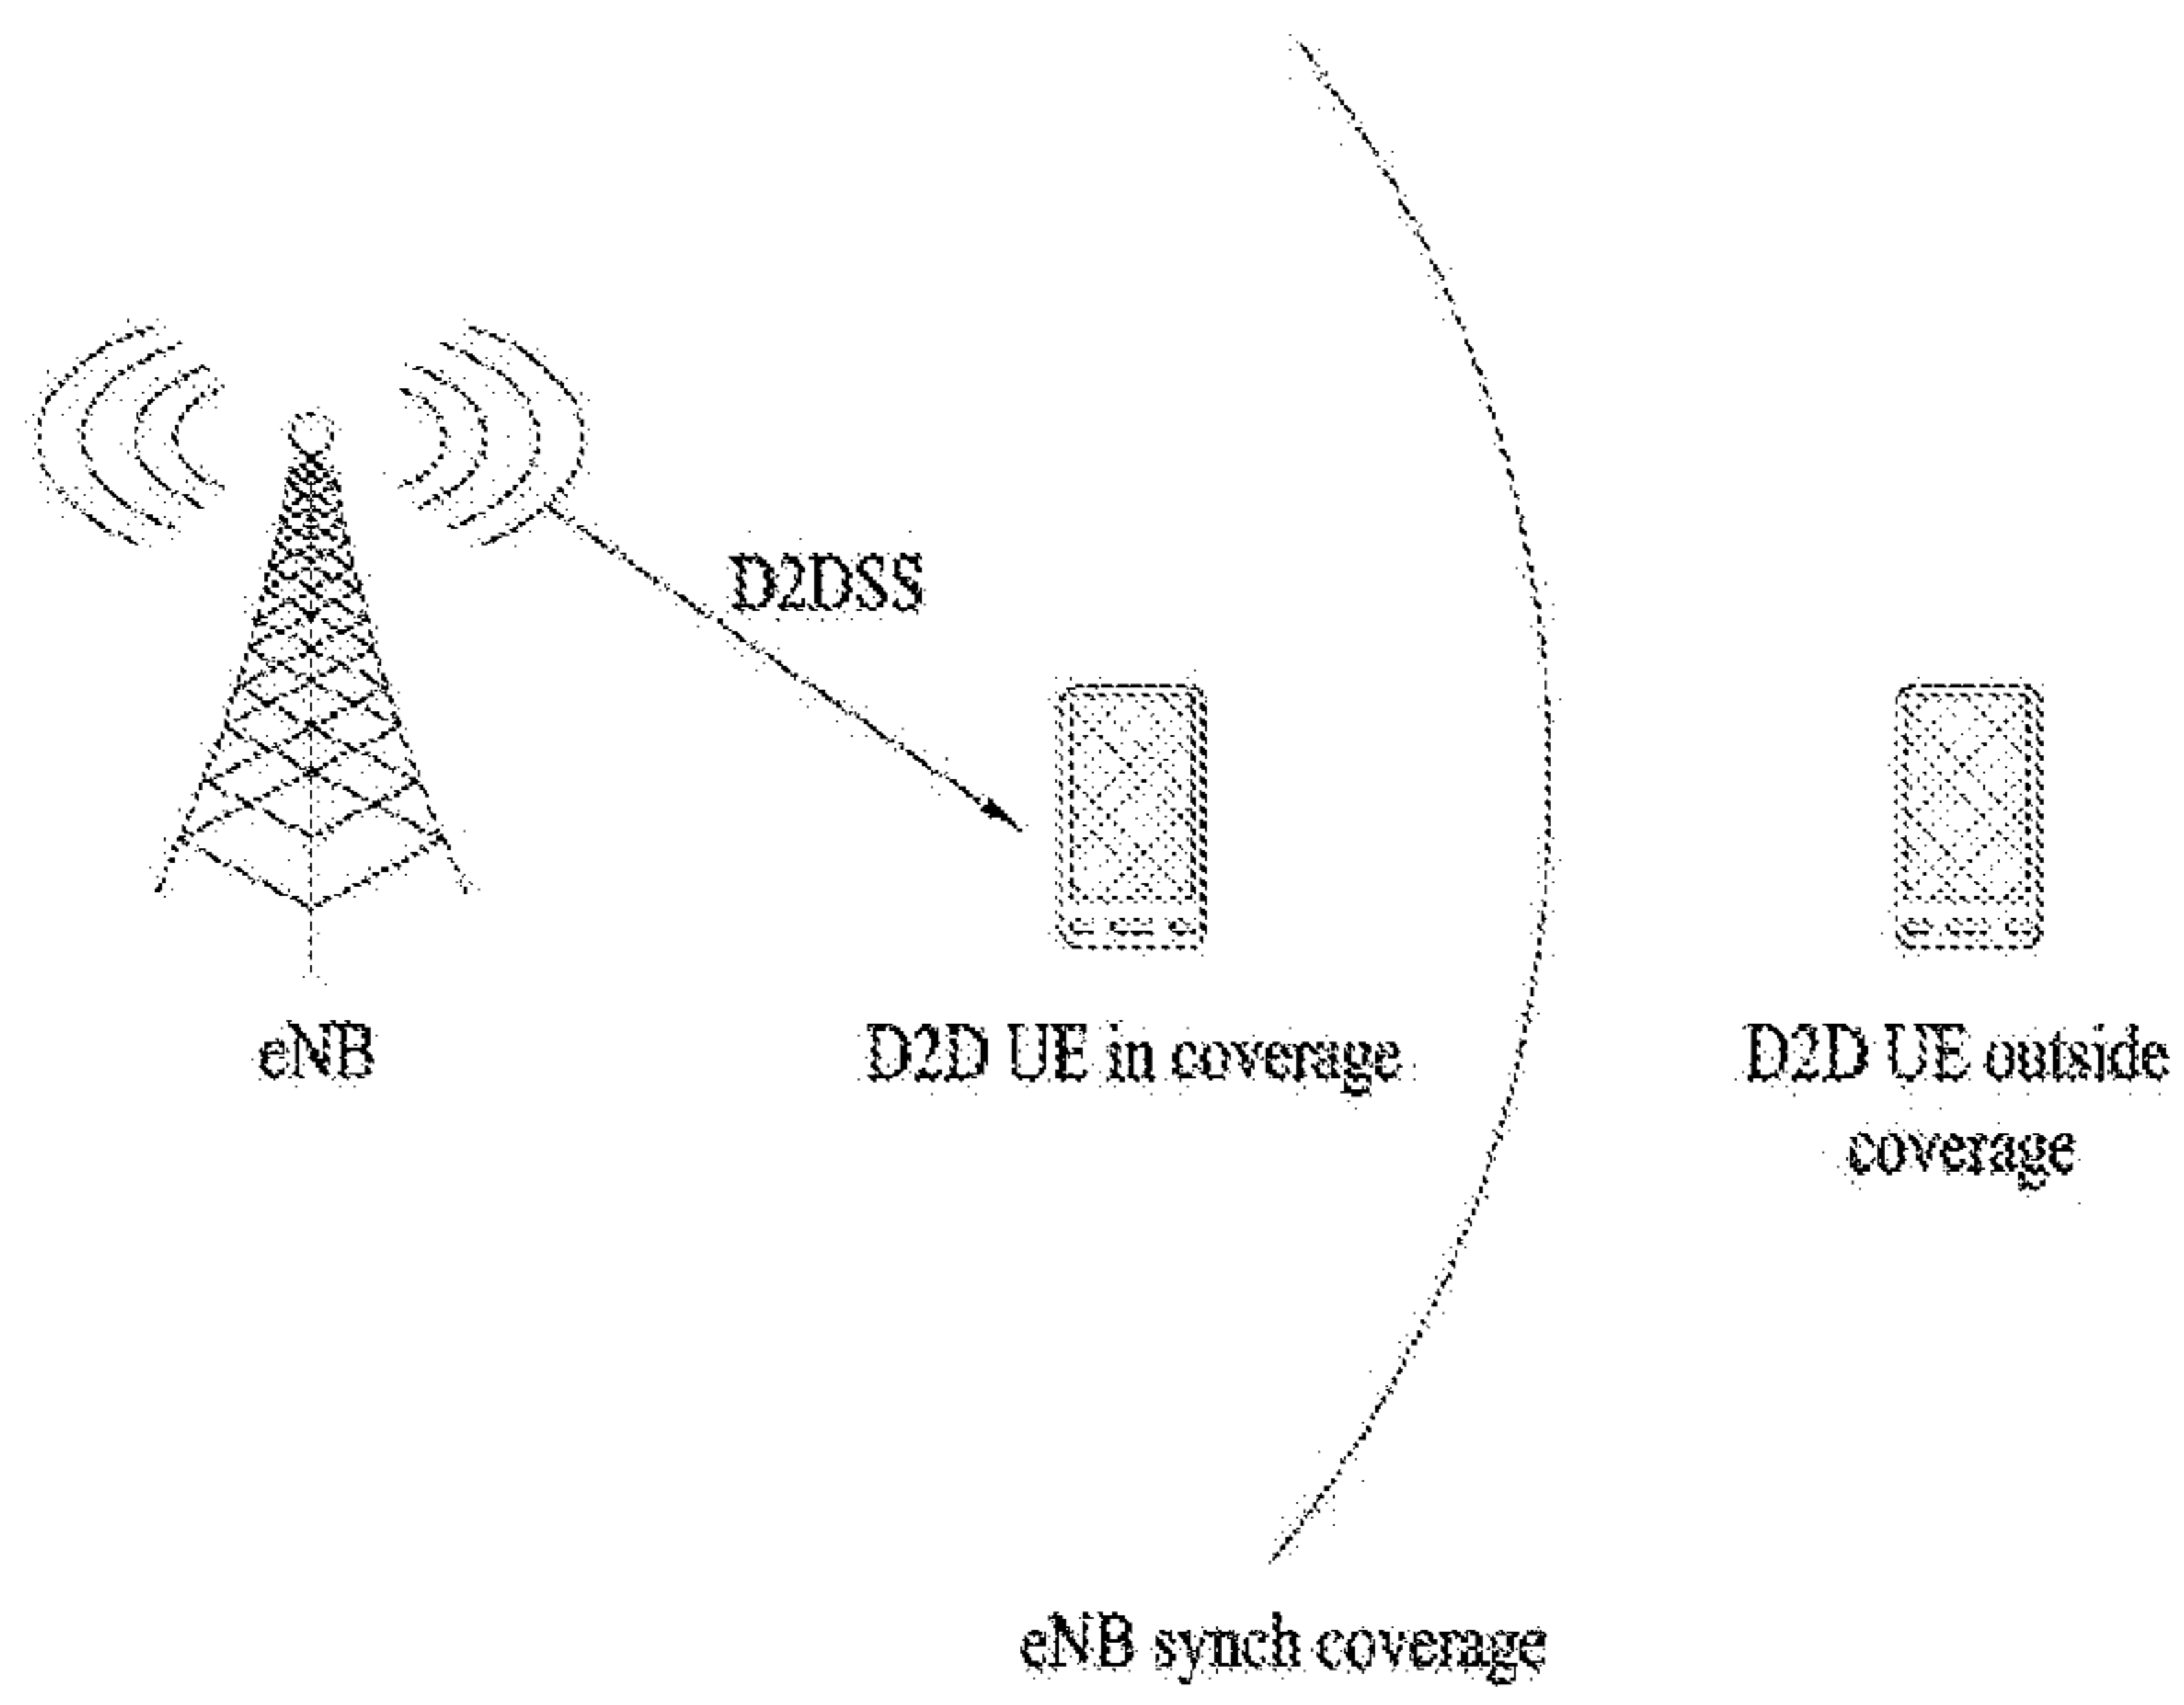 D2DSS
eNB
D2D UE in coverage
D2D UE outside
coverage
eNB synch coverage